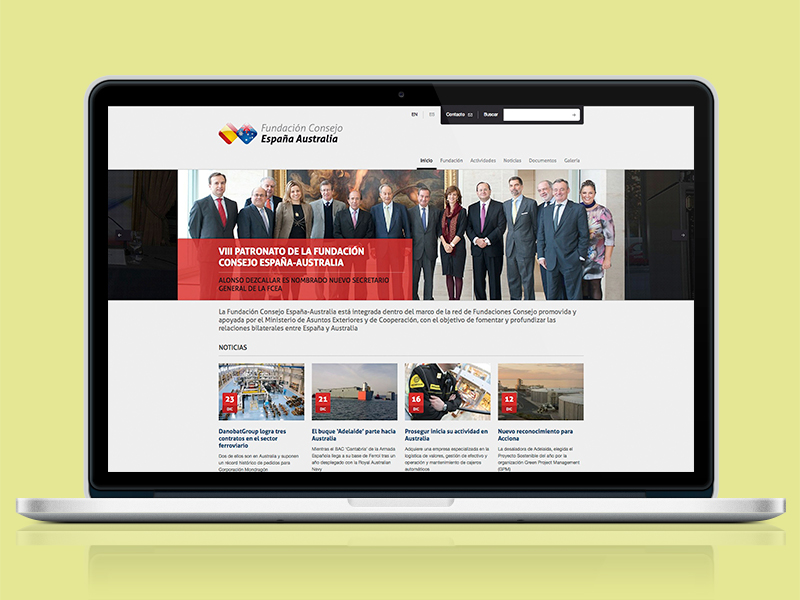 Fundación Consejo
España Australia
EN
Contacto
Buscar
Inicio Fundación Actividades Noticias Documentos Galería
VIII PATRONATO DE LA FUNDACIÓN
CONSEJO ESPAÑA-AUSTRALIA
ALONSO DEZCALLAR ES NOMBRADO NUEVO SECRETARIO
GENERAL DE LA FCEA
La Fundación Consejo España-Australia está integrada dentro del marco de la red de Fundaciones Consejo promovida y
apoyada por el Ministerio de Asuntos Exteriores y de Cooperación, con el objetivo de fomentar y profundizar las
relaciones bilaterales entre España y Australia
NOTICIAS
23
DIC
DanobatGroup logra tres
contratos en el sector
ferroviario
Dos de ellos son en Australia y suponen
un récord histórico de pedidos para
Corporación Mondragón
21
DIC
El buque 'Adelaide' parte hacia
Australia
Mientras el BAC 'Cantabria' de la Armada
Española llega a su base de Ferrol tras un
año desplegado con la Royal Australian
Navy
16
DIC
Prosegur inicia su actividad en
Australia
Adquiere una empresa especializada en la
logística de valores, gestión de efectivo y
operación y mantenimiento de cajeros
automáticos
12
DIC
Nuevo reconocimiento para
Acciona
La desaladora de Adelaida, elegida el
Proyecto Sostenible del año por la
organización Green Project Management
(GPM)